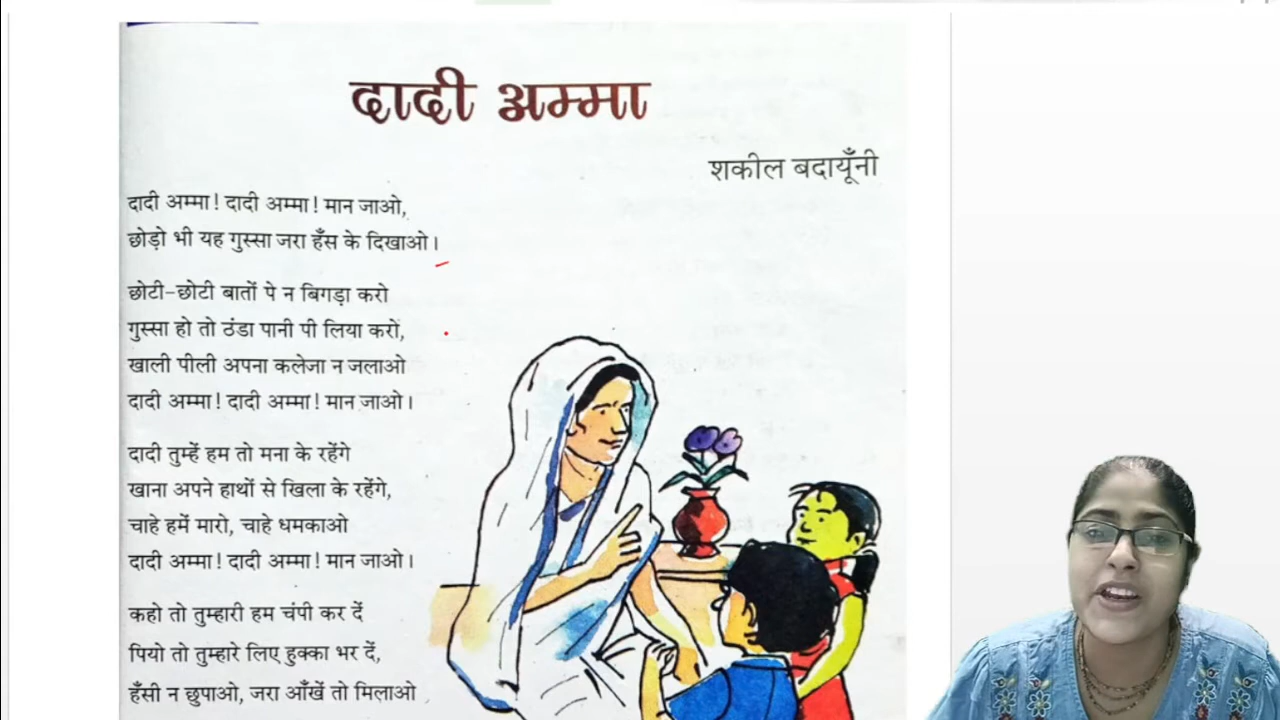 दादी अम्मा
शकील बदायूँनी
दादी अम्मा! दादी अम्मा! मान जाओ,
छोड़ो भी यह गुस्सा जरा हँस के दिखाओ।
छोटी-छोटी बातों पे न बिगड़ा करो
गुस्सा हो तो ठंडा पानी पी लिया करो,
खाली पीली अपना कलेजा न जलाओ
दादी अम्मा! दादी अम्मा! मान जाओ।
दादी तुम्हें हम तो मना के रहेंगे
खाना अपने हाथों से खिला के रहेंगे,
चाहे हमें मारो, चाहे धमकाओ
दादी अम्मा! दादी अम्मा! मान जाओ।
कहो तो तुम्हारी हम चंपी कर दें
पियो तो तुम्हारे लिए हुक्का भर दें,
हँसी न छुपाओ, जरा आँखें तो मिलाओ